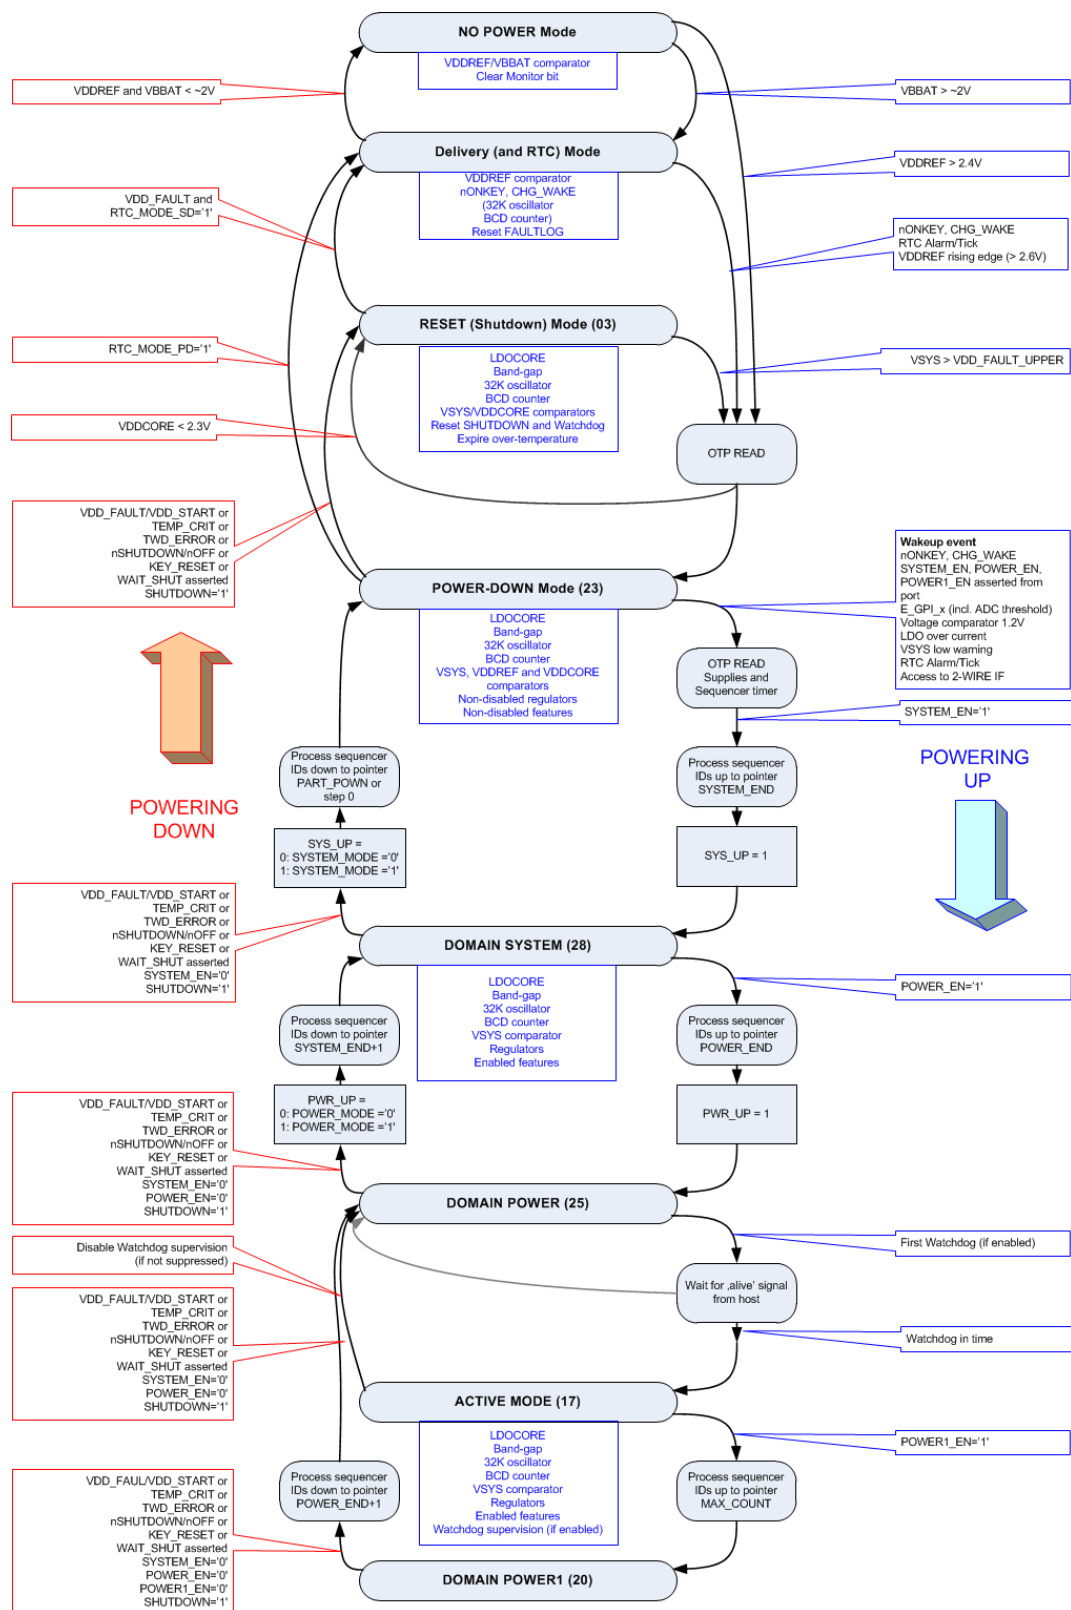 NO POWER Mode
VDDREF/VBBAT comparator
Clear Monitor bit
VDDREF and VBBAT < ~2V
VBBAT > ~2V
Delivery (and RTC) Mode
VDDREF comparator
nONKEY, CHG_WAKE
(32K oscillator
BCD counter)
Reset FAULTLOG
VDDREF > 2.4V
VDD_FAULT and
RTC_MODE_SD='1'
nONKEY, CHG_WAKE
RTC Alarm/Tick
VDDREF rising edge (> 2.6V)
RESET (Shutdown) Mode (03)
LDOCORE
Band-gap
32K oscillator
BCD counter
VSYS/VDDCORE comparators
Reset SHUTDOWN and Watchdog
Expire over-temperature
RTC_MODE_PD='1'
VSYS > VDD_FAULT_UPPER
VDDCORE < 2.3V
OTP READ
VDD_FAULT/VDD_START or
TEMP_CRIT or
TWD_ERROR or
nSHUTDOWN/nOFF or
KEY_RESET or
WAIT_SHUT asserted
SHUTDOWN='1'
Wakeup event
nONKEY, CHG_WAKE
SYSTEM_EN, POWER_EN,
POWER1_EN asserted from
port
E_GPI_x (incl. ADC threshold)
Voltage comparator 1.2V
LDO over current
VSYS low warning
RTC Alarm/Tick
Access to 2-WIRE IF
POWER-DOWN Mode (23)
LDOCORE
Band-gap
32K oscillator
BCD counter
VSYS, VDDREF and VDDCORE
comparators
Non-disabled regulators
Non-disabled features
OTP READ
Supplies and
Sequencer timer
SYSTEM_EN='1'
Process sequencer
IDs down to pointer
PART_POWN or
step 0
Process sequencer
IDs up to pointer
SYSTEM_END
POWERING
DOWN
POWERING
UP
SYS_UP =
0: SYSTEM_MODE ='0'
1: SYSTEM_MODE ='1'
SYS_UP = 1
VDD_FAULT/VDD_START or
TEMP_CRIT or
TWD_ERROR or
nSHUTDOWN/nOFF or
KEY_RESET or
WAIT_SHUT asserted
SYSTEM_EN='0'
SHUTDOWN='1'
DOMAIN SYSTEM (28)
LDOCORE
Band-gap
32K oscillator
BCD counter
VSYS comparator
Regulators
Enabled features
POWER_EN='1'
Process sequencer
IDs down to pointer
SYSTEM_END+1
Process sequencer
IDs up to pointer
POWER_END
PWR_UP =
0: POWER_MODE ='0'
1: POWER_MODE ='1'
PWR_UP = 1
VDD_FAULT/VDD_START or
TEMP_CRIT or
TWD_ERROR or
nSHUTDOWN/nOFF or
KEY_RESET or
WAIT_SHUT asserted
SYSTEM_EN='0'
POWER_EN='0'
SHUTDOWN='1'
DOMAIN POWER (25)
Disable Watchdog supervision
(if not suppressed)
First Watchdog (if enabled)
Wait for ‚alive' signal
from host
VDD_FAULT/VDD_START or
TEMP_CRIT or
TWD_ERROR or
nSHUTDOWN/nOFF or
KEY_RESET or
WAIT_SHUT asserted
SYSTEM_EN='0'
POWER_EN='0'
SHUTDOWN='1'
Watchdog in time
ACTIVE MODE (17)
LDOCORE
Band-gap
32K oscillator
BCD counter
VSYS comparator
Regulators
Enabled features
Watchdog supervision (if enabled)
POWER1_EN='1'
Process sequencer
IDs down to pointer
POWER_END+1
Process sequencer
IDs up to pointer
MAX_COUNT
VDD_FAUL/VDD_START or
TEMP_CRIT or
TWD_ERROR or
nSHUTDOWN/nOFF or
KEY_RESET or
WAIT_SHUT asserted
SYSTEM_EN='0'
POWER_EN='0'
POWER1_EN='0'
SHUTDOWN='1'
DOMAIN POWER1 (20)